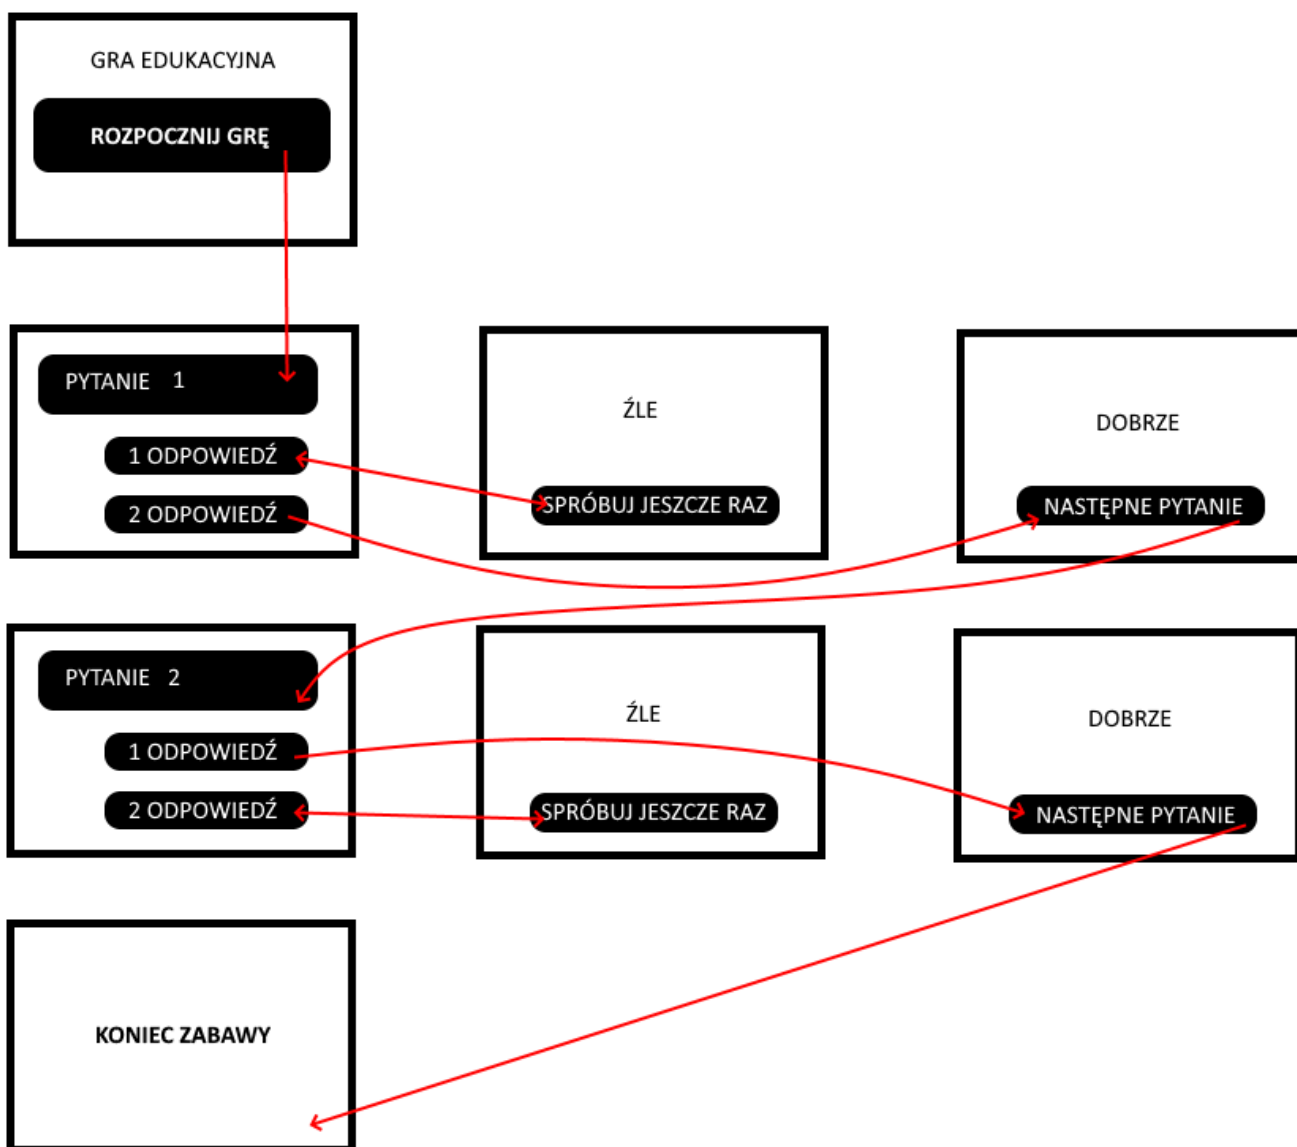 GRA EDUKACYJNA
ROZPOCZNIJ GRĘ
PYTANIE 1
1 ODPOWIEDŹ
2 ODPOWIEDŹ
ŹLE
SPRÓBUJ JESZCZE RAZ
DOBRZE
NASTĘPNE PYTANIE
PYTANIE 2
1 ODPOWIEDŹ
2 ODPOWIEDŹ
ŹLE
SPRÓBUJ JESZCZE RAZ
DOBRZE
NASTĘPNE PYTANIE
KONIEC ZABAWY